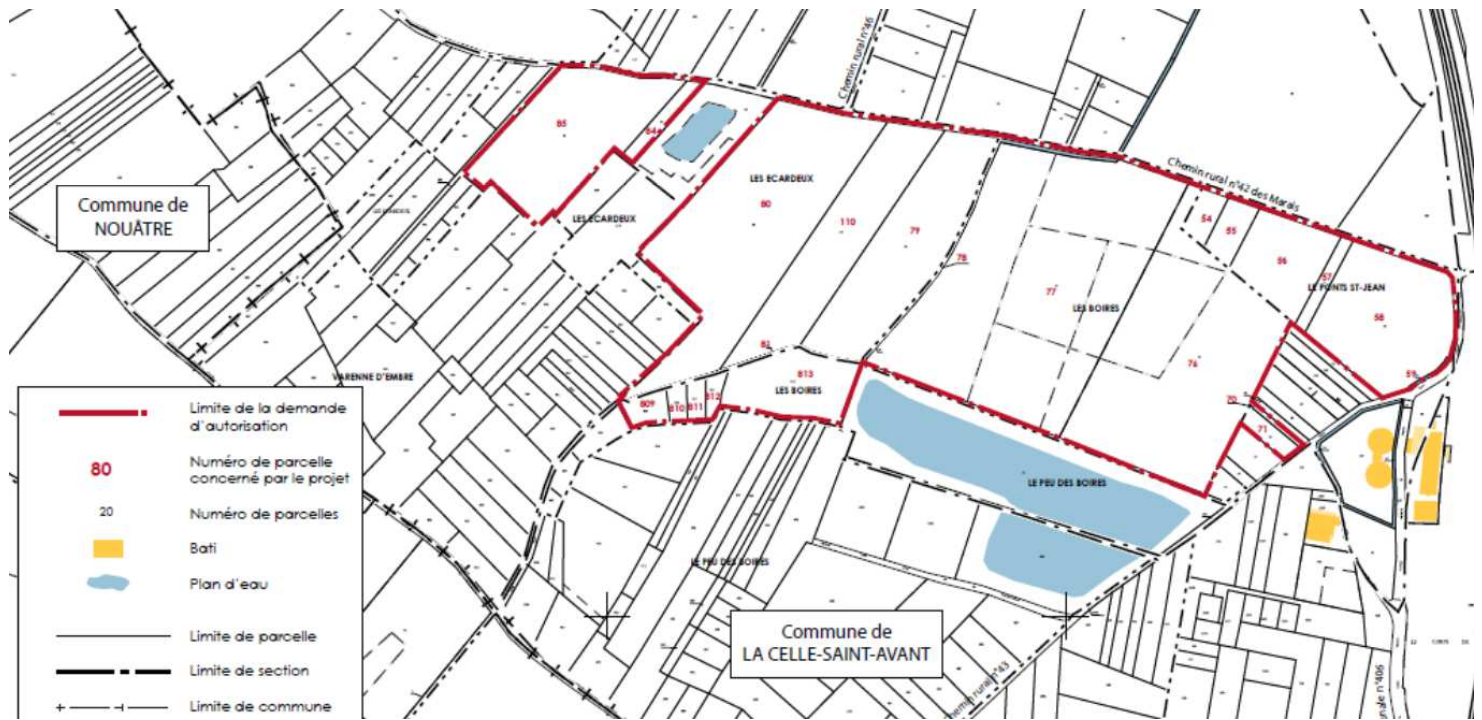 Chemin rural n°46
85
84
Commune de
NOUÂTRE
LES ECARDEUX
LES ECARDEUX
80
110
79
78
77
LES BOIRES
Chemin rural n°42 des Marais
54
55
56
57
LE PONTS ST-JEAN
58
59
76
70
71
81
813
LES BOIRES
809
810
811
812
VARENNE D'EMBRE
LE PEU DES BOIRES
LE PEU DES BOIRES
Commune de
LA CELLE-SAINT-AVANT
Chemin rural n°43
nale n°406
Limite de la demande
d'autorisation
80
Numéro de parcelle
concerné par le projet
20
Numéro de parcelles
Bati
Plan d'eau
Limite de parcelle
Limite de section
Limite de commune